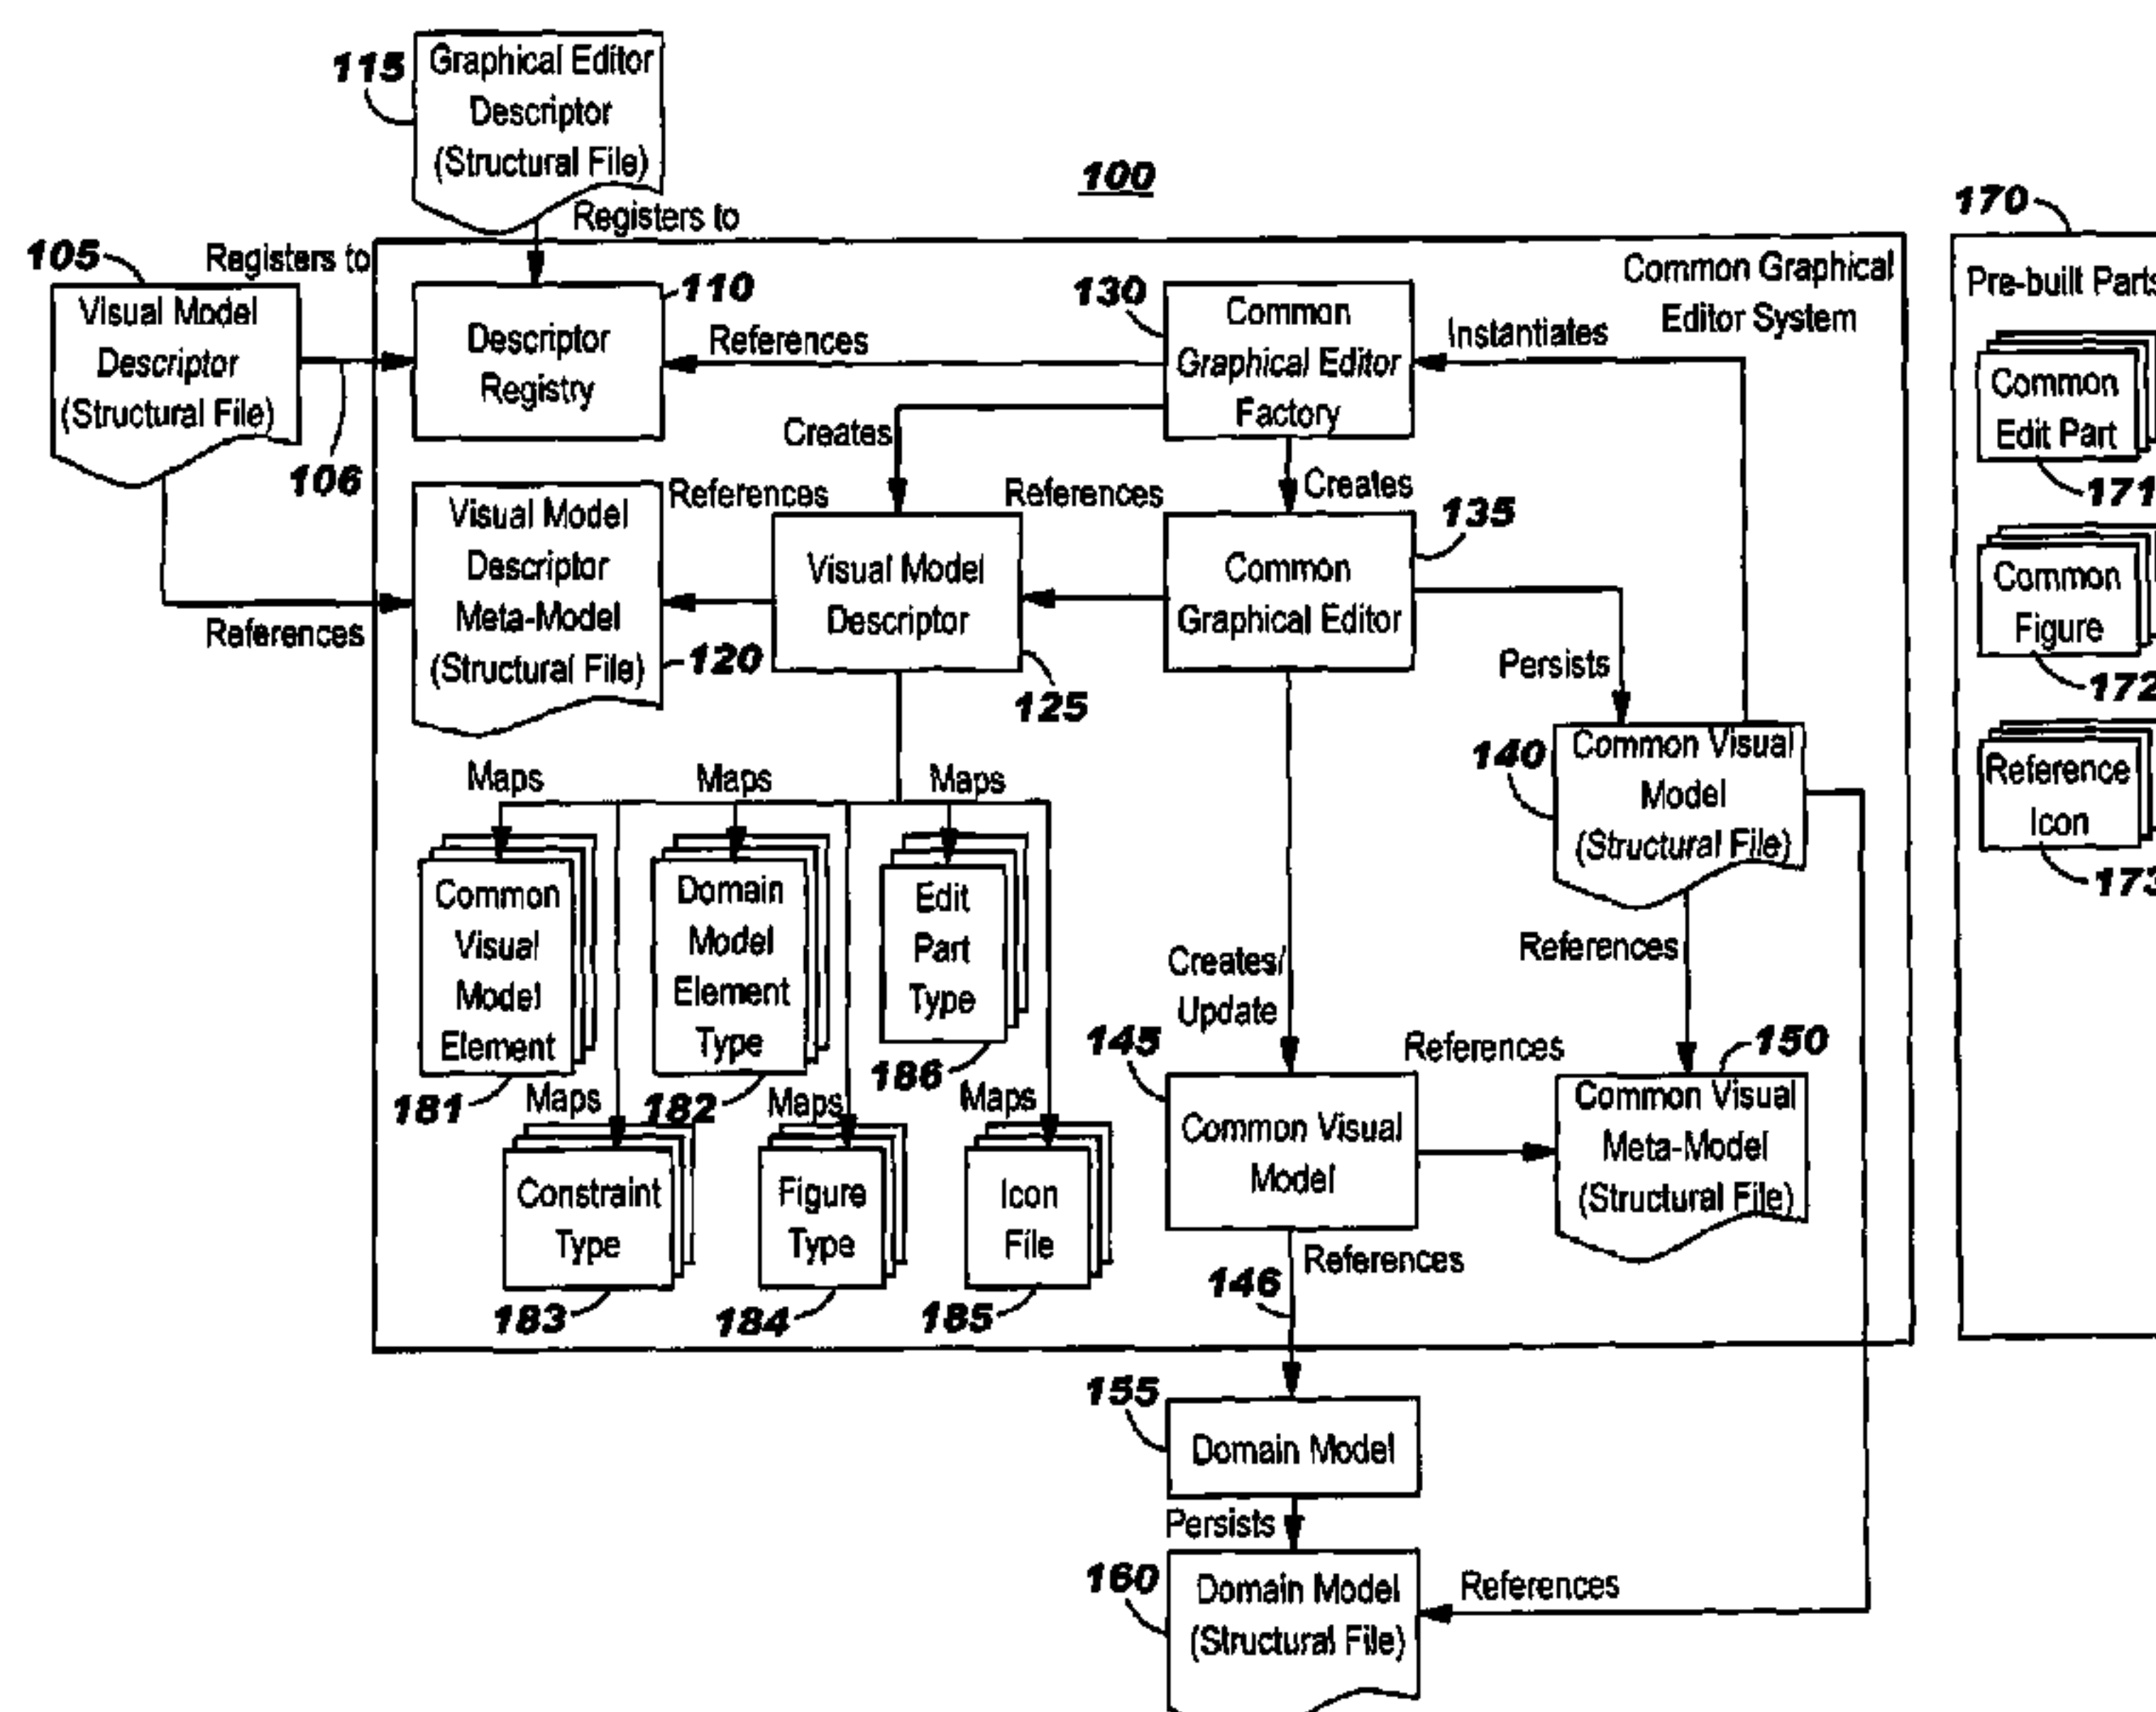 115
Graphical Editor
Descriptor
(Structural File)
Registers to
100
170
105
Registers to
Visual Model
Descriptor
(Structural File)
106
References
Descriptor
Registry
110
References
130
Common
Graphical Editor
Factory
Instantiates
Common Graphical
Editor System
Creates
Creates
Visual Model
Descriptor
Meta-Model
(Structural File)
120
References
Visual Model
Descriptor
125
References
Common
Graphical Editor
135
Persists
140
Common Visual
Model
(Structural File)
References
Maps
Maps
Maps
Common
Visual
Model
Element
181
Domain
Model
Element
Type
182
Edit
Part
Type
186
Maps
Maps
Maps
Constraint
Type
183
Figure
Type
184
Icon
File
185
Creates/
Update
145
Common Visual
Model
References
150
Common Visual
Meta-Model
(Structural File)
References
146
155
Domain Model
Persists
160
Domain Model
(Structural File)
References
Pre-built Parts
Common
Edit Part
171
Common
Figure
172
Reference
Icon
173